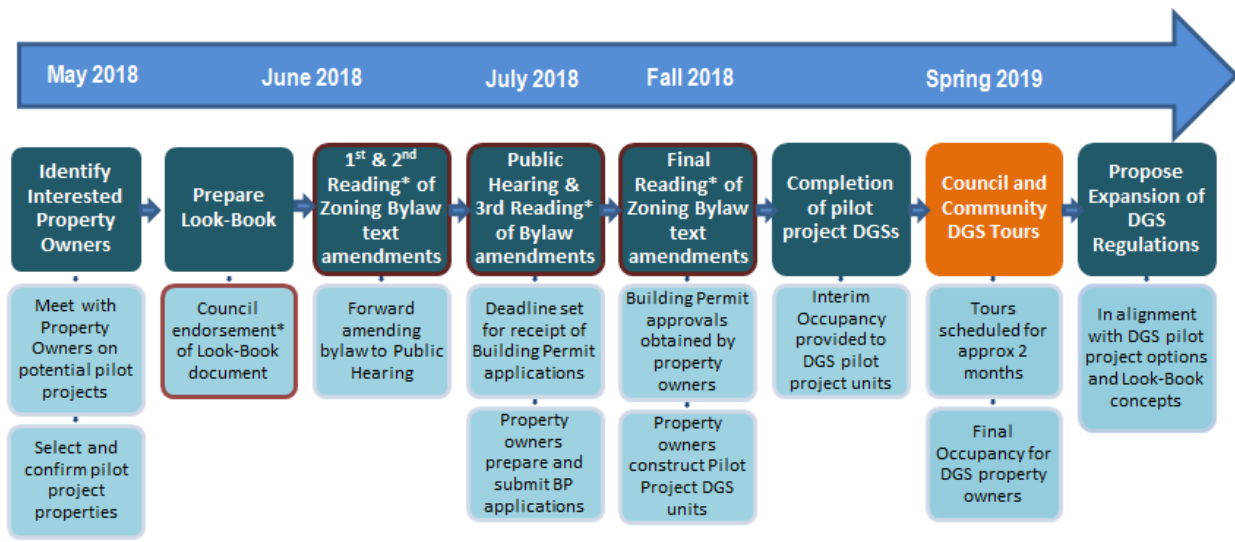 May 2018
June 2018
July 2018
Fall 2018
Spring 2019
Identify
Interested
Property
Owners
Meet with
Property
Owners on
potential pilot
projects
Select and
confirm pilot
project
properties
Prepare
Look-Book
Council
endorsement*
of Look-Book
document
1st & 2nd
Reading* of
Zoning Bylaw
text
amendments
Forward
amending
bylaw to Public
Hearing
Public
Hearing &
3rd Reading*
of Bylaw
amendments
Deadline set
for receipt of
Building Permit
applications
Property
owners
prepare and
submit BP
applications
Final
Reading* of
Zoning Bylaw
text
amendments
Building Permit
approvals
obtained by
property
owners
Property
owners
construct Pilot
Project DGS
units
Completion
of pilot
project DGSs
Interim
Occupancy
provided to
DGS pilot
project units
Council and
Community
DGS Tours
Tours
scheduled for
approx 2
months
Final
Occupancy for
DGS property
owners
Propose
Expansion of
DGS
Regulations
In alignment
with DGS pilot
project options
and Look-Book
concepts